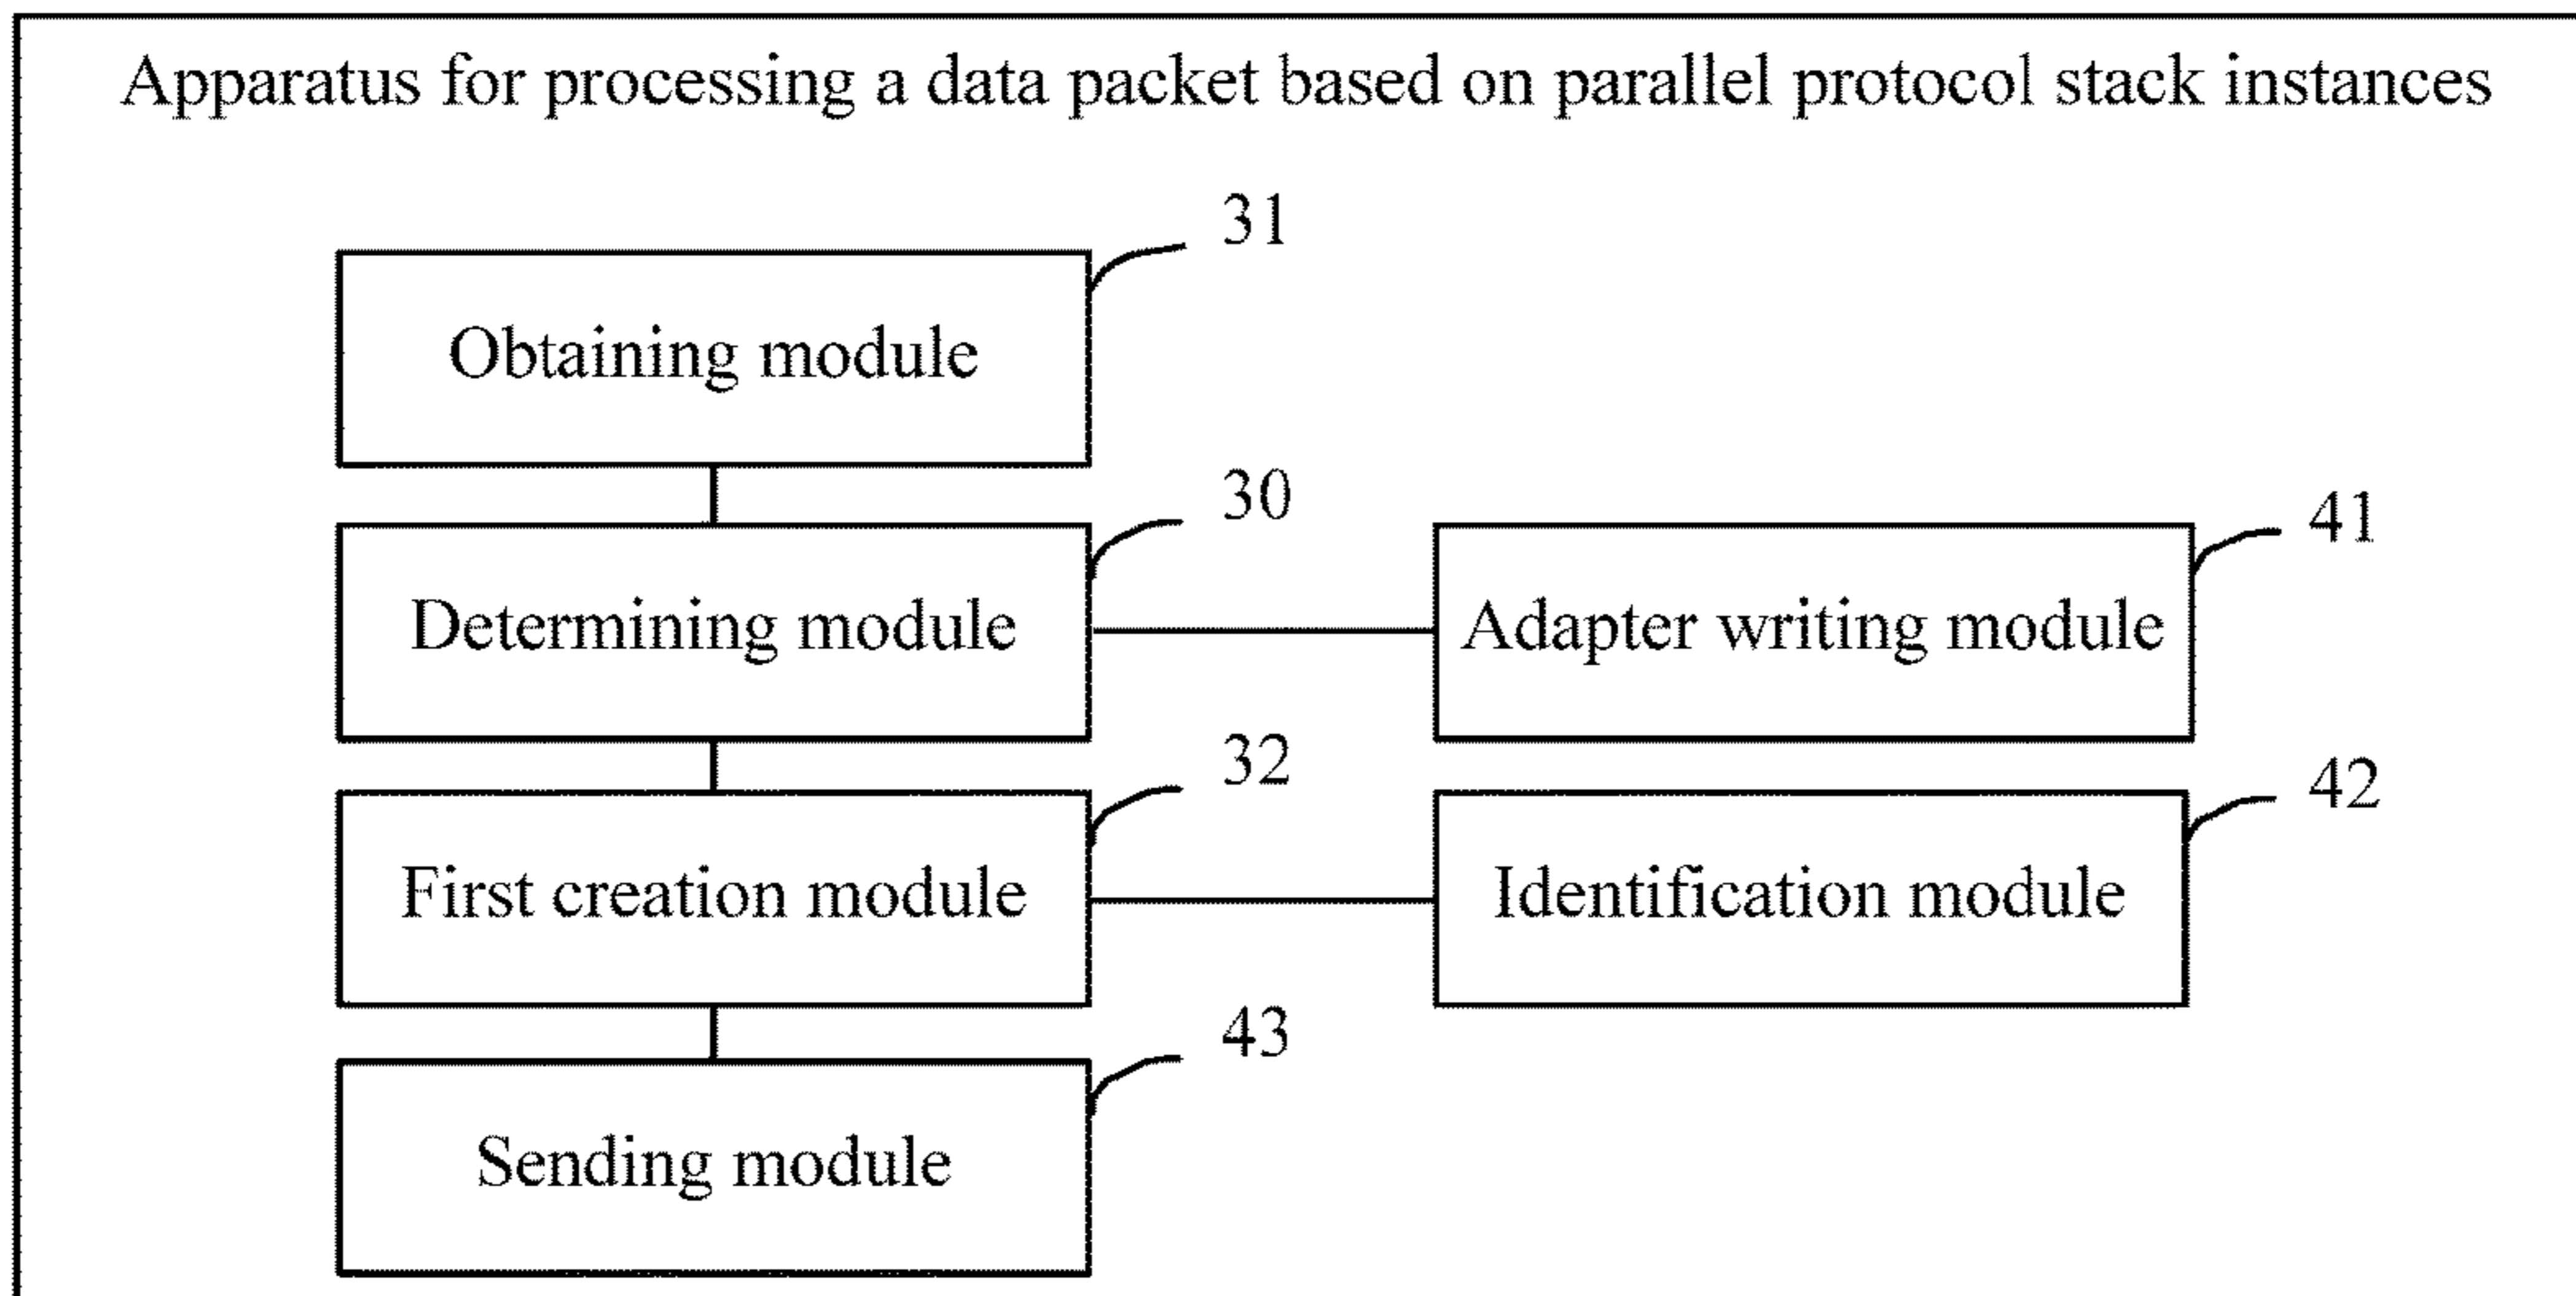 Apparatus for processing a data packet based on parallel protocol stack instances
31
Obtaining module
30
Determining module
41
Adapter writing module
32
First creation module
42
Identification module
43
Sending module